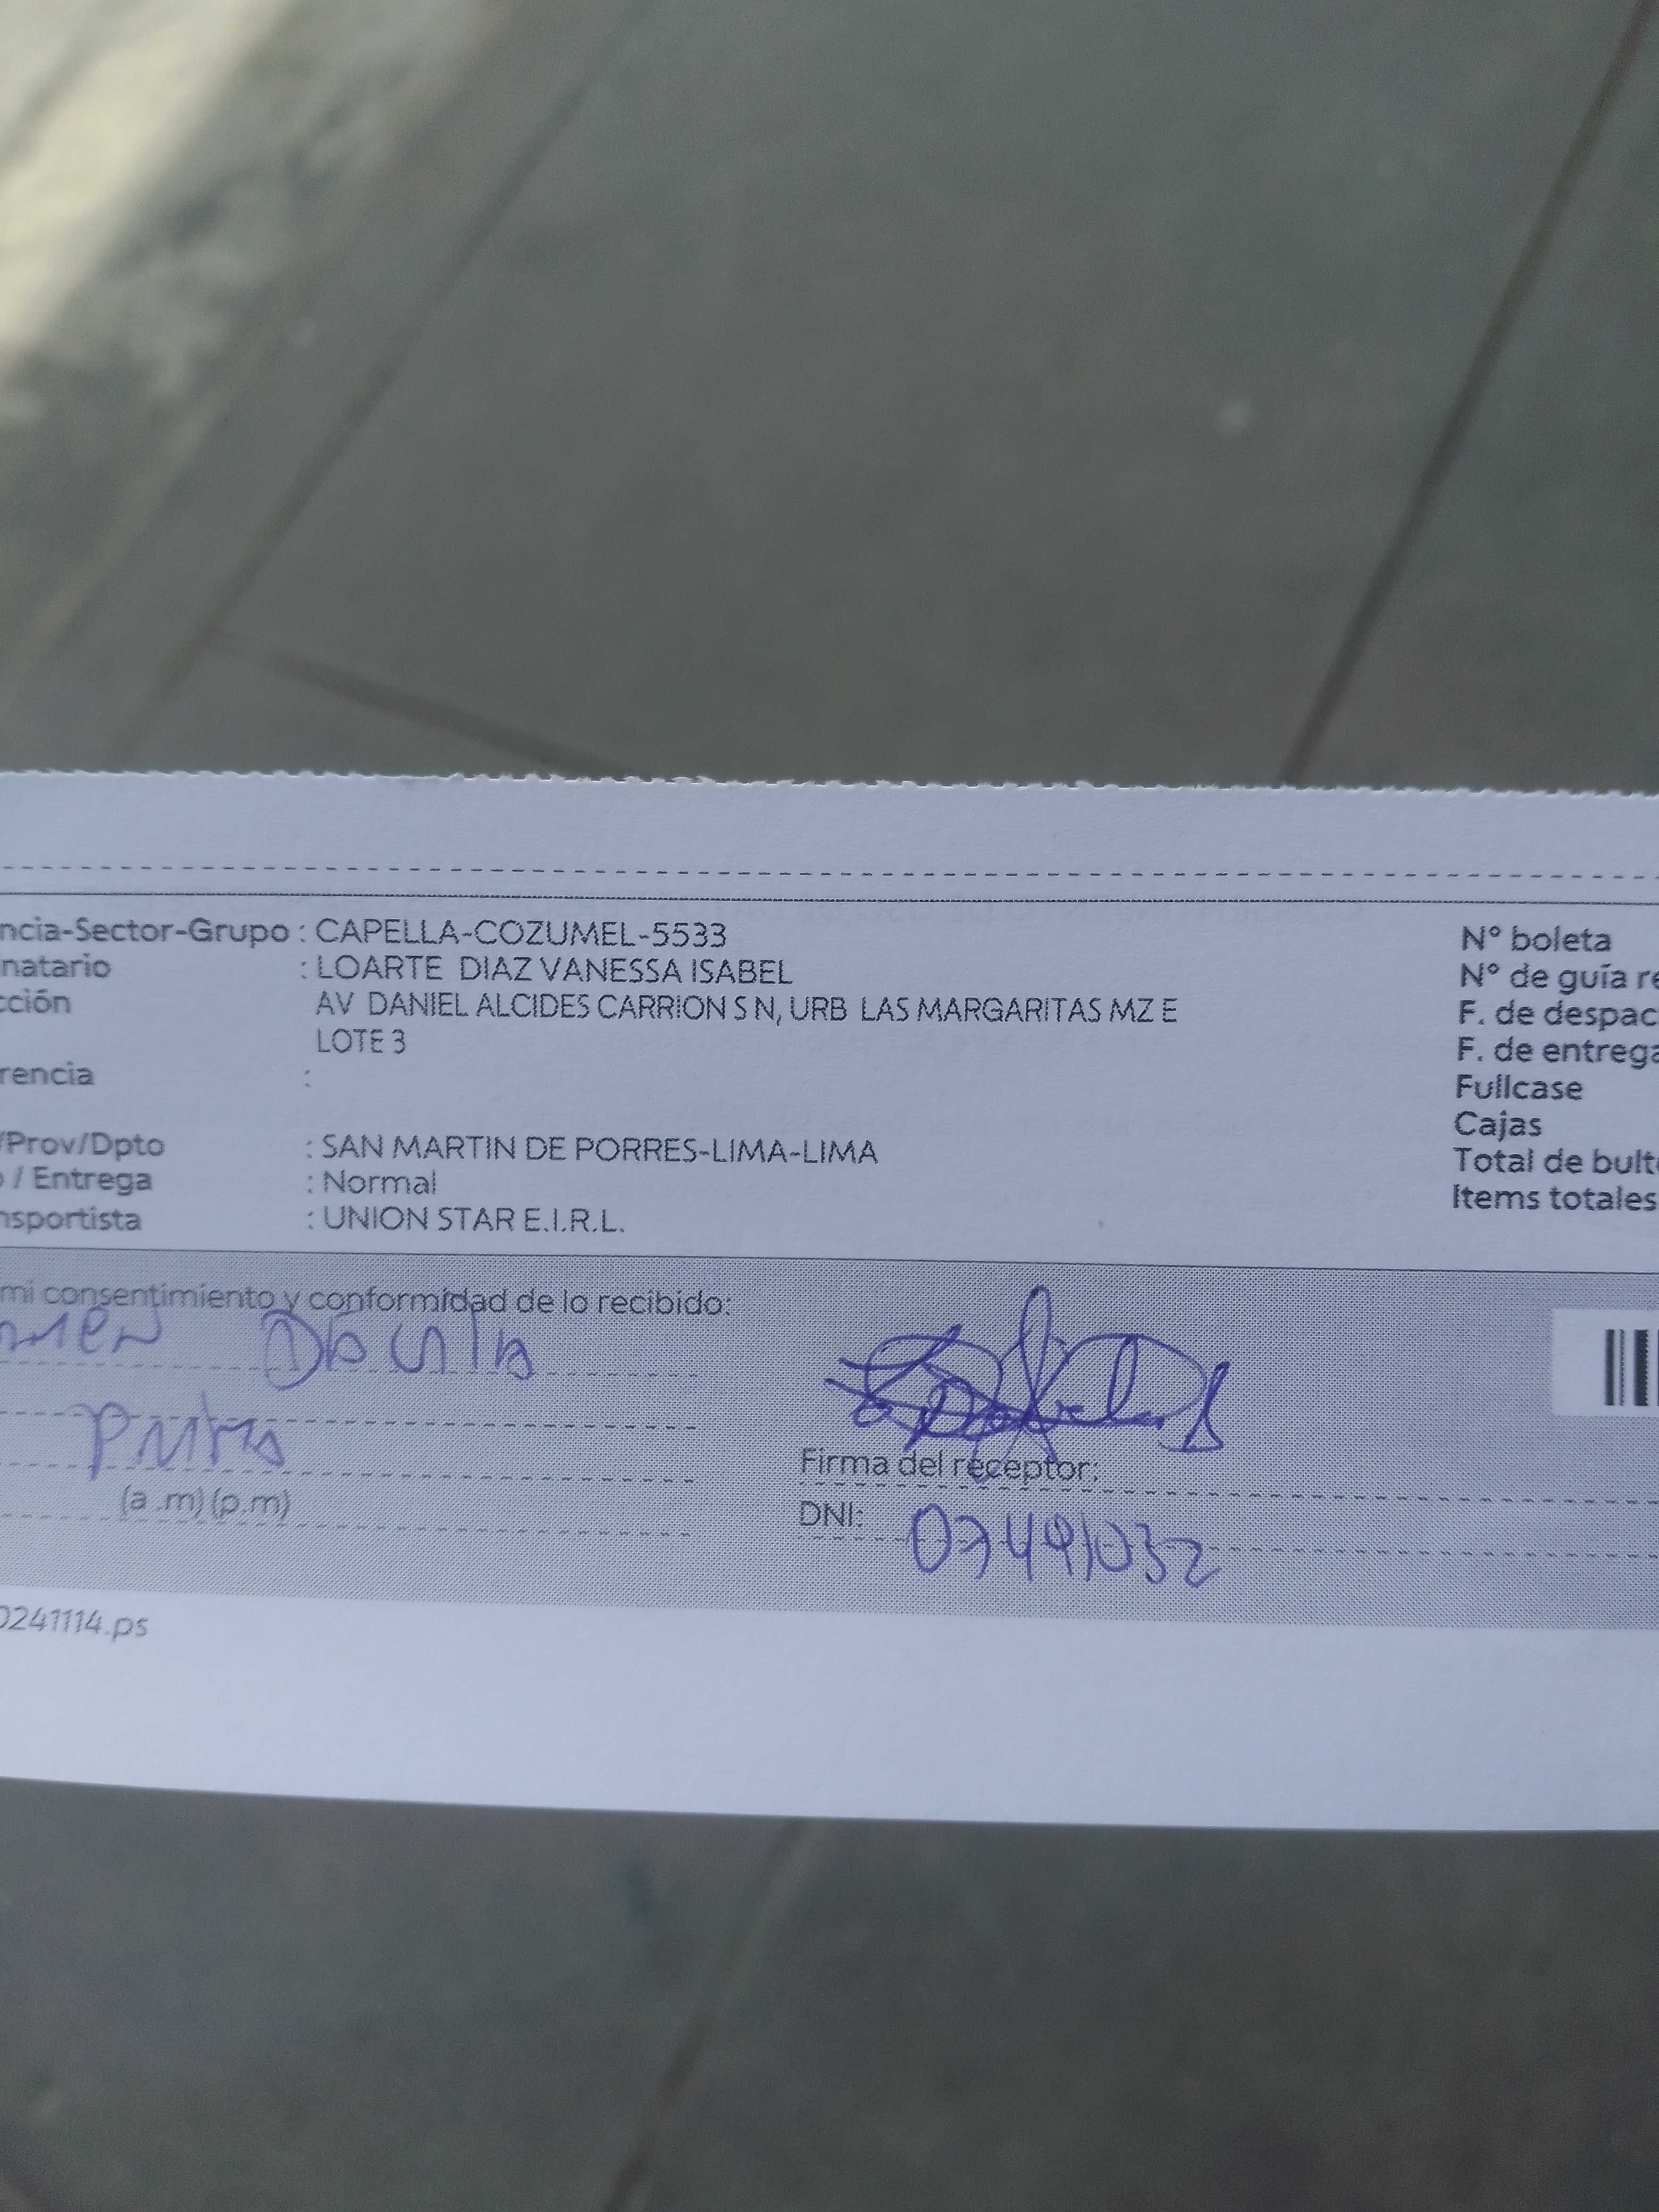 ncia-Sector-Grupo : CAPELLA-COZUMEL-5533
natario : LOARTE DIAZ VANESSA ISABEL
cción AV DANIEL ALCIDES CARRION S N, URB LAS MARGARITAS MZ E
LOTE 3
rencia :
/Prov/Dpto : SAN MARTIN DE PORRES-LIMA-LIMA
/ Entrega : Normal
nsportista : UNION STAR E.I.R.L.
N° boleta
N° de guía re
F. de despac
F. de entrega
Fullcase
Cajas
Total de bulto
Items totales
mi consentimiento y conformidad de lo recibido:
(a .m) (p.m)
Firma del receptor:
DNI: 07491032
0241114.ps